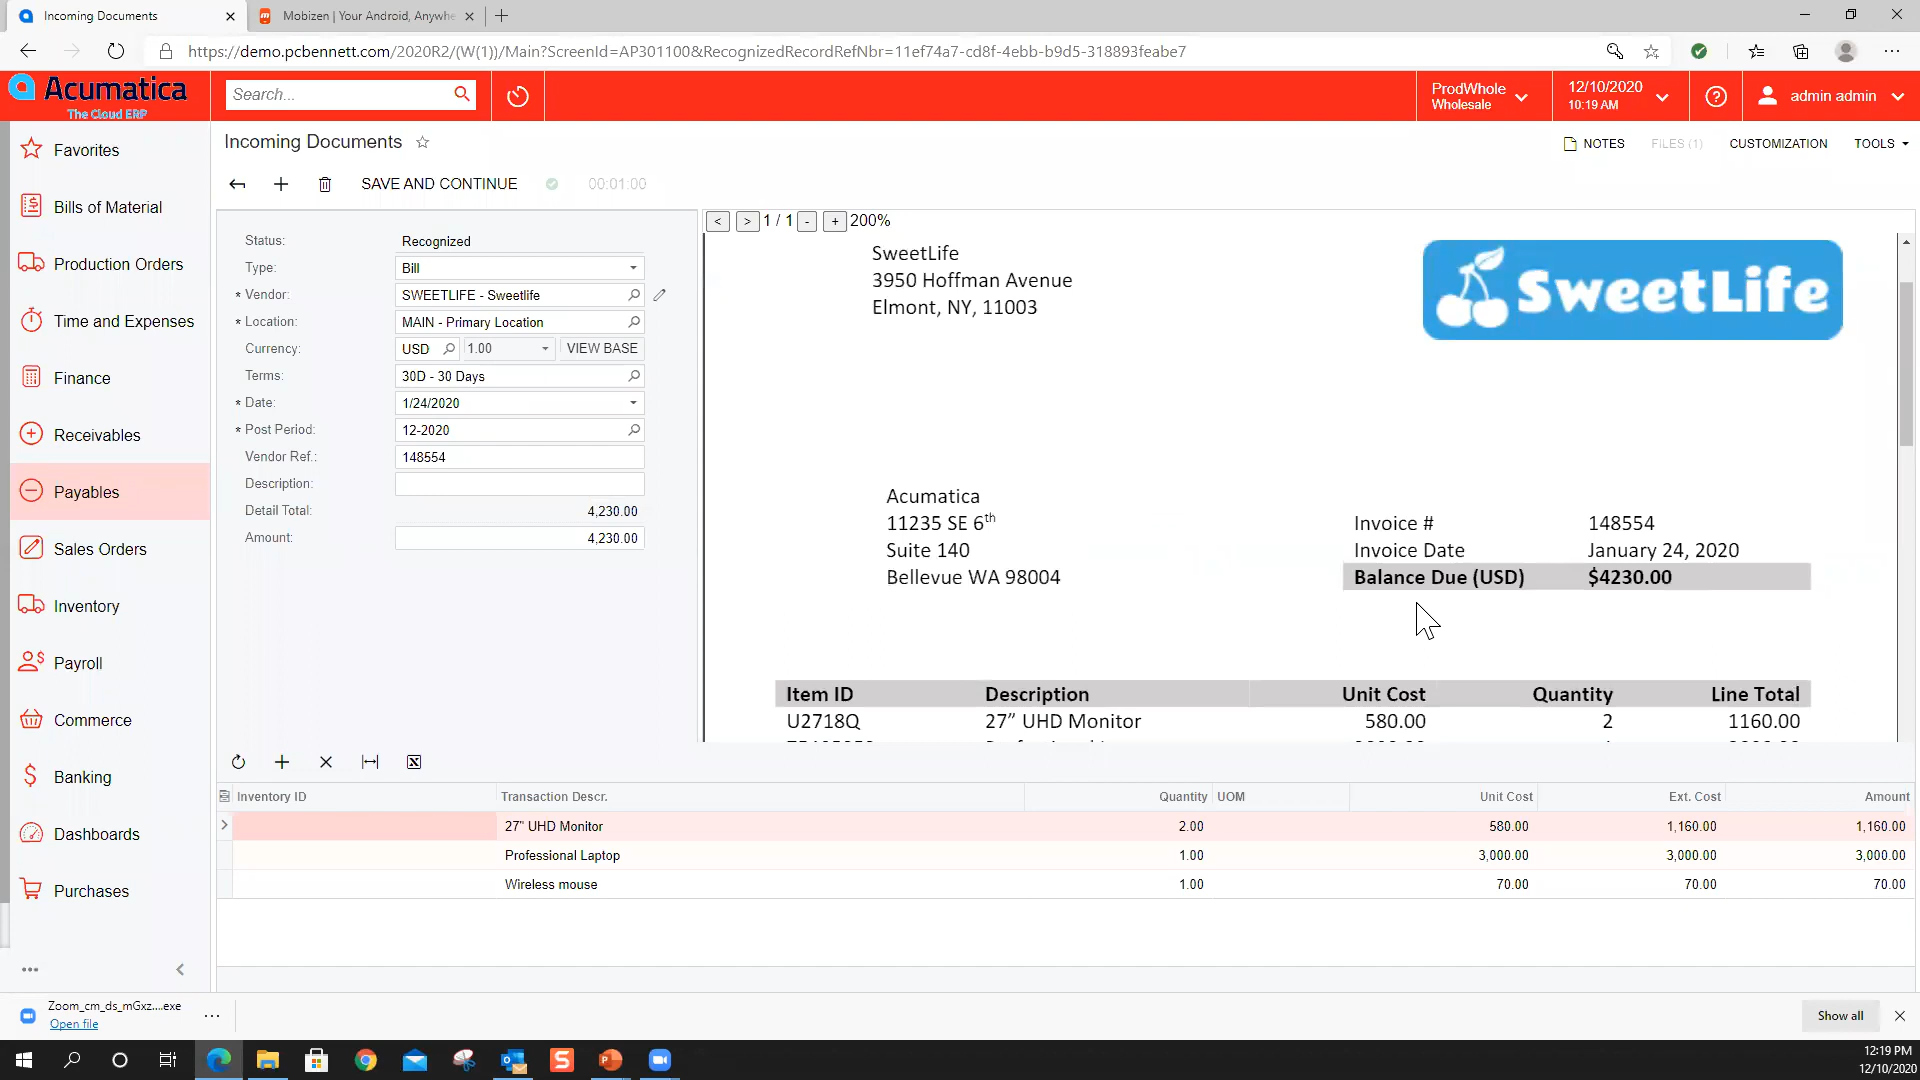 Incoming Documents
Mobizen | Your Android, Anywhe
https://demo.pcbennett.com/2020R2/(W(1))/Main?ScreenId=AP301100&RecognizedRecordRefNbr=11ef74a7-cd8f-4ebb-b9d5-318893feabe7
Acumatica
The Cloud ERP
Search...
ProdWhole
Wholesale
12/10/2020
10:19 AM
admin admin
Favorites
Bills of Material
Production Orders
Time and Expenses
Finance
Receivables
Payables
Sales Orders
Inventory
Payroll
Commerce
Banking
Dashboards
Purchases
Incoming Documents
NOTES FILES (1) CUSTOMIZATION TOOLS
SAVE AND CONTINUE 00:01:00
Status: Recognized
Type: Bill
* Vendor: SWEETLIFE - Sweetlife
* Location: MAIN - Primary Location
Currency: USD 1.00 VIEW BASE
Terms: 30D - 30 Days
* Date: 1/24/2020
* Post Period: 12-2020
Vendor Ref.: 148554
Description:
Detail Total: 4,230.00
Amount: 4,230.00
< > 1 / 1 - + 200%
SweetLife
3950 Hoffman Avenue
Elmont, NY, 11003
SweetLife
Acumatica
11235 SE 6th
Suite 140
Bellevue WA 98004
Invoice # 148554
Invoice Date January 24, 2020
Balance Due (USD) $4230.00
Item ID Description Unit Cost Quantity Line Total
U2718Q 27” UHD Monitor 580.00 2 1160.00
Inventory ID Transaction Descr. Quantity UOM Unit Cost Ext. Cost Amount
27" UHD Monitor 2.00 580.00 1,160.00 1,160.00
Professional Laptop 1.00 3,000.00 3,000.00 3,000.00
Wireless mouse 1.00 70.00 70.00 70.00
Zoom_cm_ds_mGxz....exe
Open file
Show all
12:19 PM
12/10/2020